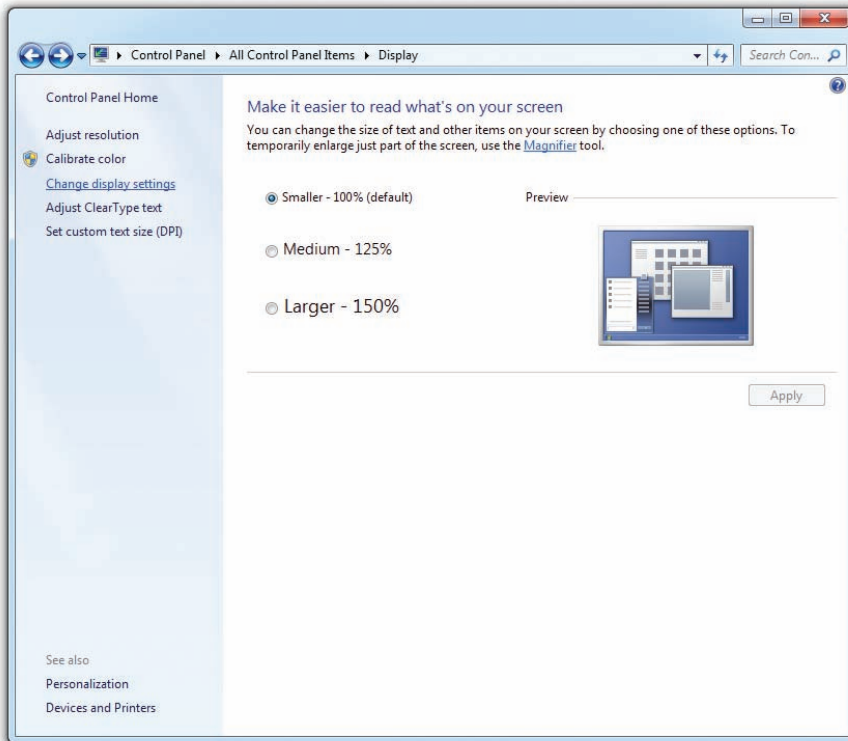 Control Panel All Control Panel Items Display
Search Con...
Control Panel Home
Adjust resolution
Calibrate color
Change display settings
Adjust ClearType text
Set custom text size (DPI)
See also
Personalization
Devices and Printers
Make it easier to read what's on your screen
You can change the size of text and other items on your screen by choosing one of these options. To
temporarily enlarge just part of the screen, use the Magnifier tool.
Smaller - 100% (default)
Preview
Medium - 125%
Larger - 150%
Apply